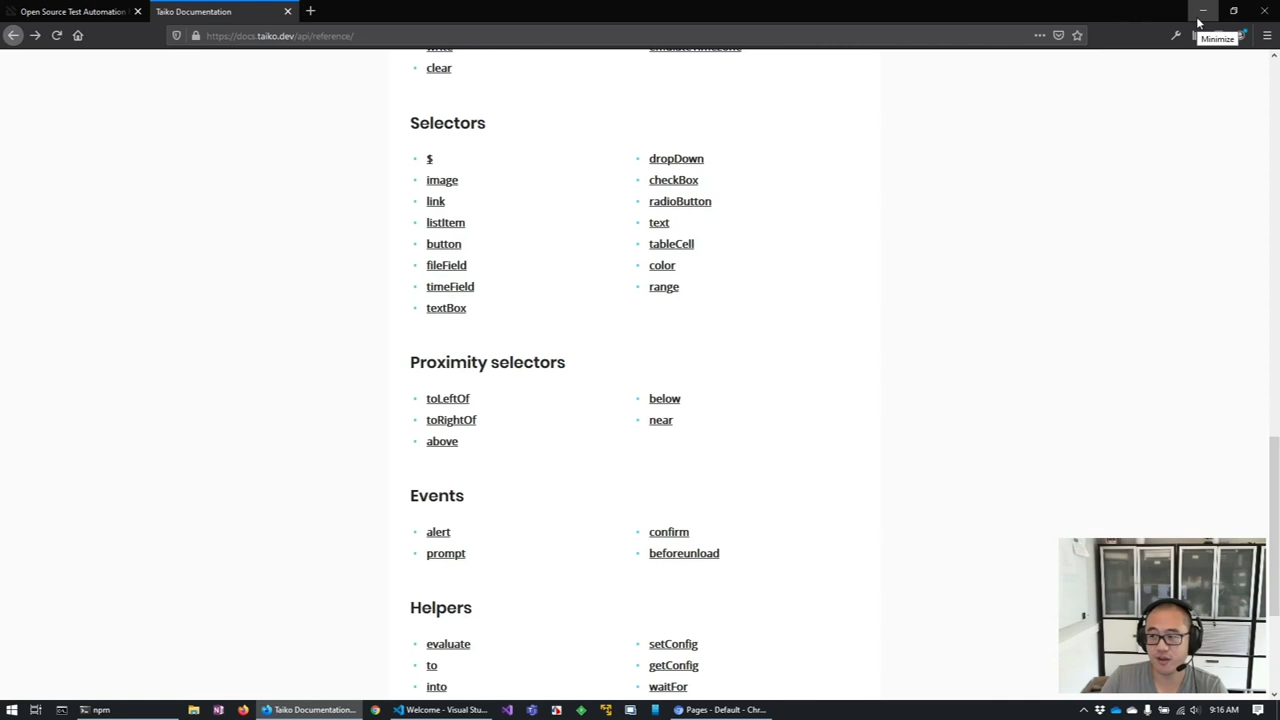 Open Source Test Automation
Taiko Documentation
https://docs.taiko.dev/api/reference/
Minimize
write
emulateTimezone
clear
Selectors
$
dropDown
image
checkBox
link
radioButton
listItem
text
button
tableCell
fileField
color
timeField
range
textBox
Proximity selectors
toLeftOf
below
toRightOf
near
above
Events
alert
confirm
prompt
beforeunload
Helpers
evaluate
setConfig
to
getConfig
into
waitFor
npm
Taiko Documentation...
Welcome - Visual Stu...
Pages - Default - Chr...
9:16 AM